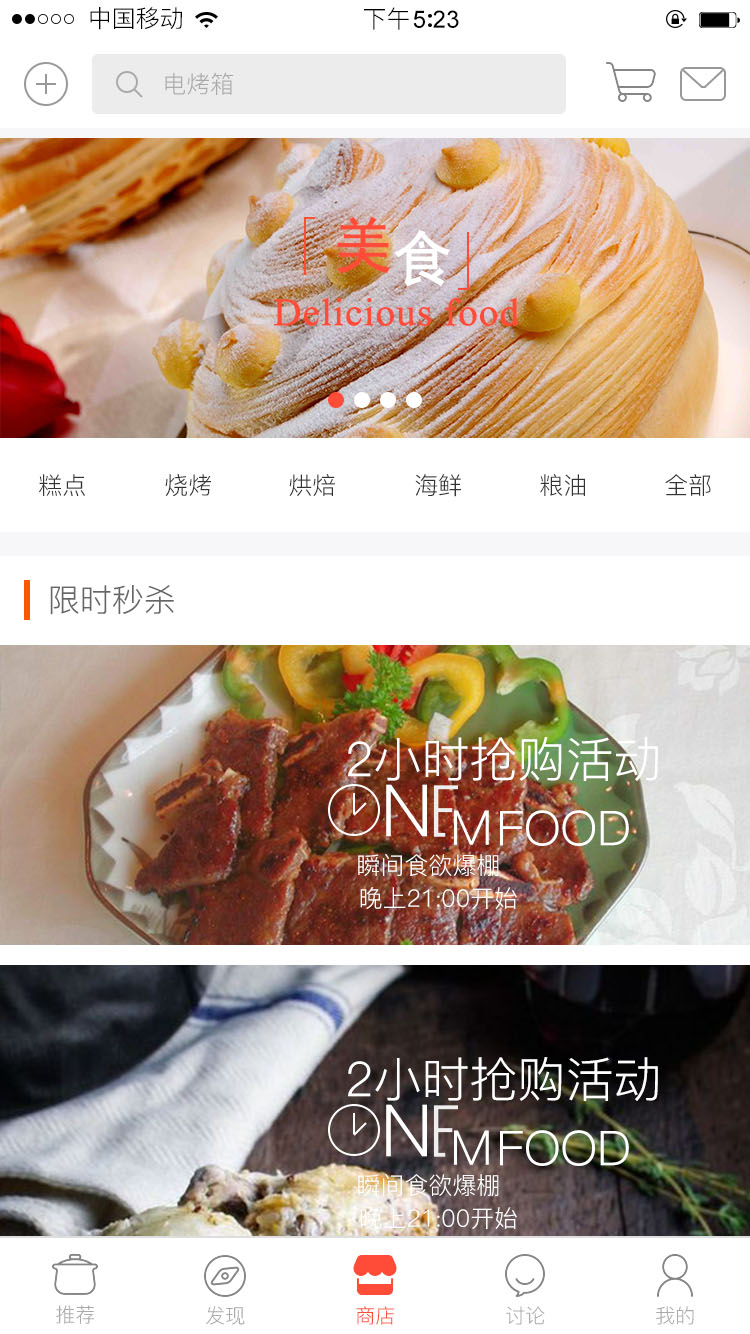 中国移动 下午5:23
电烤箱
「美食」
Delicious food
糕点 烧烤 烘焙 海鲜 粮油 全部
限时秒杀
2小时抢购活动
ONE M FOOD
瞬间食欲爆棚
晚上21:00开始
2小时抢购活动
ONE M FOOD
瞬间食欲爆棚
晚上21:00开始
推荐 发现 商店 讨论 我的